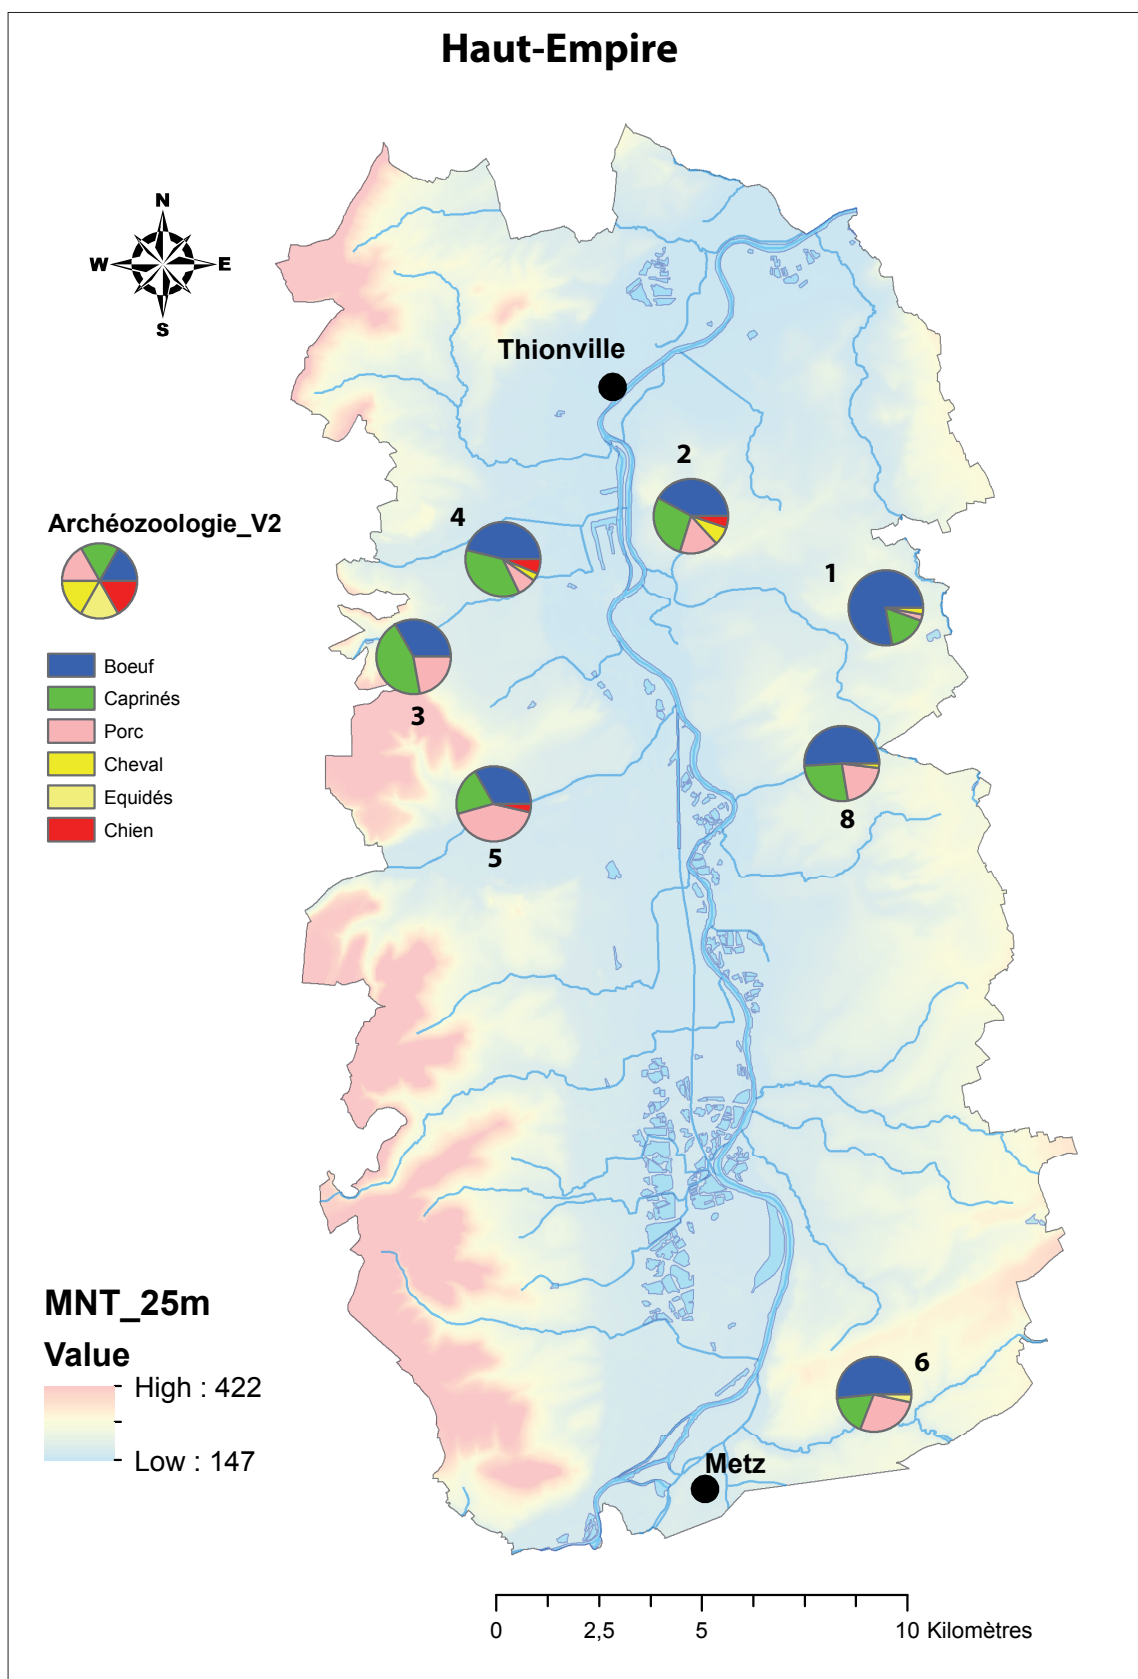 Haut-Empire
N
W E
S
Thionville
2
4
1
3
5
8
6
Metz
Archéozoologie_V2
Boeuf
Caprinés
Porc
Cheval
Equidés
Chien
MNT_25m
Value
High : 422
Low : 147
0 2,5 5 10 Kilomètres